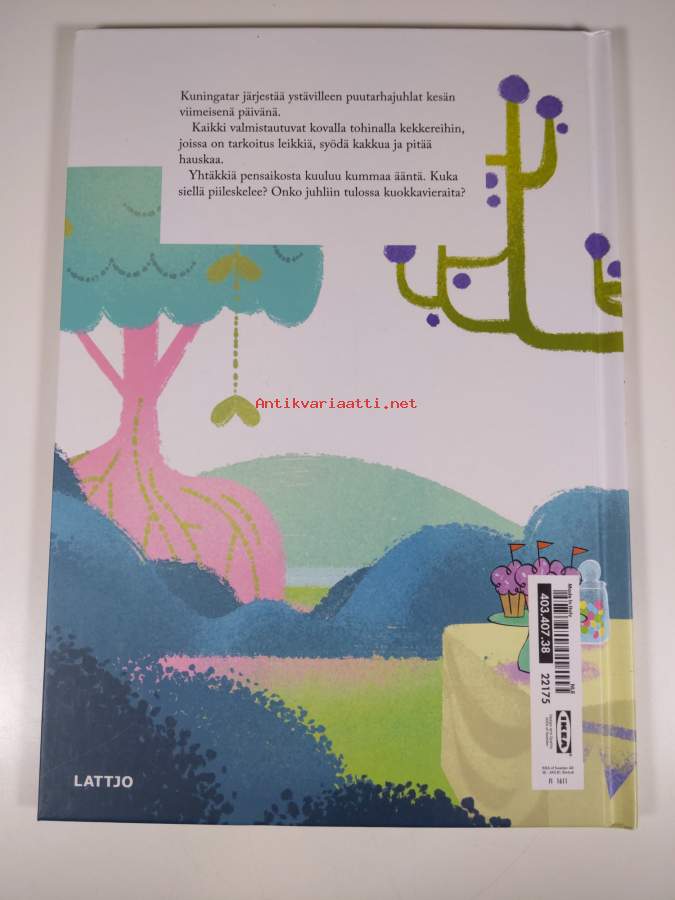 Kuningatar järjestää ystävilleen puutarhajuhlat kesän
viimeisenä päivänä.
Kaikki valmistautuvat kovalla tohinalla kekkereihin,
joissa on tarkoitus leikkiä, syödä kakkua ja pitää
hauskaa.
Yhtäkkiä pensaikosta kuuluu kummaa ääntä. Kuka
siellä piileskelee? Onko juhliin tulossa kuokkavieraita?
Antikvariaatti.net
403.407.38
22175
IKEA
LATTJO